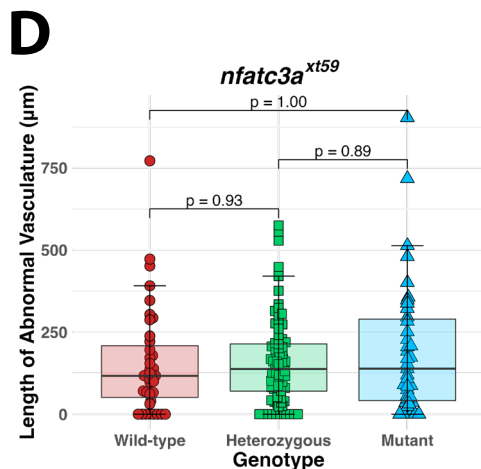 D
nfatc3a^xt59
p = 1.00
p = 0.89
p = 0.93
Length of Abnormal Vasculature (µm)
750
500
250
0
Wild-type Heterozygous Mutant
Genotype